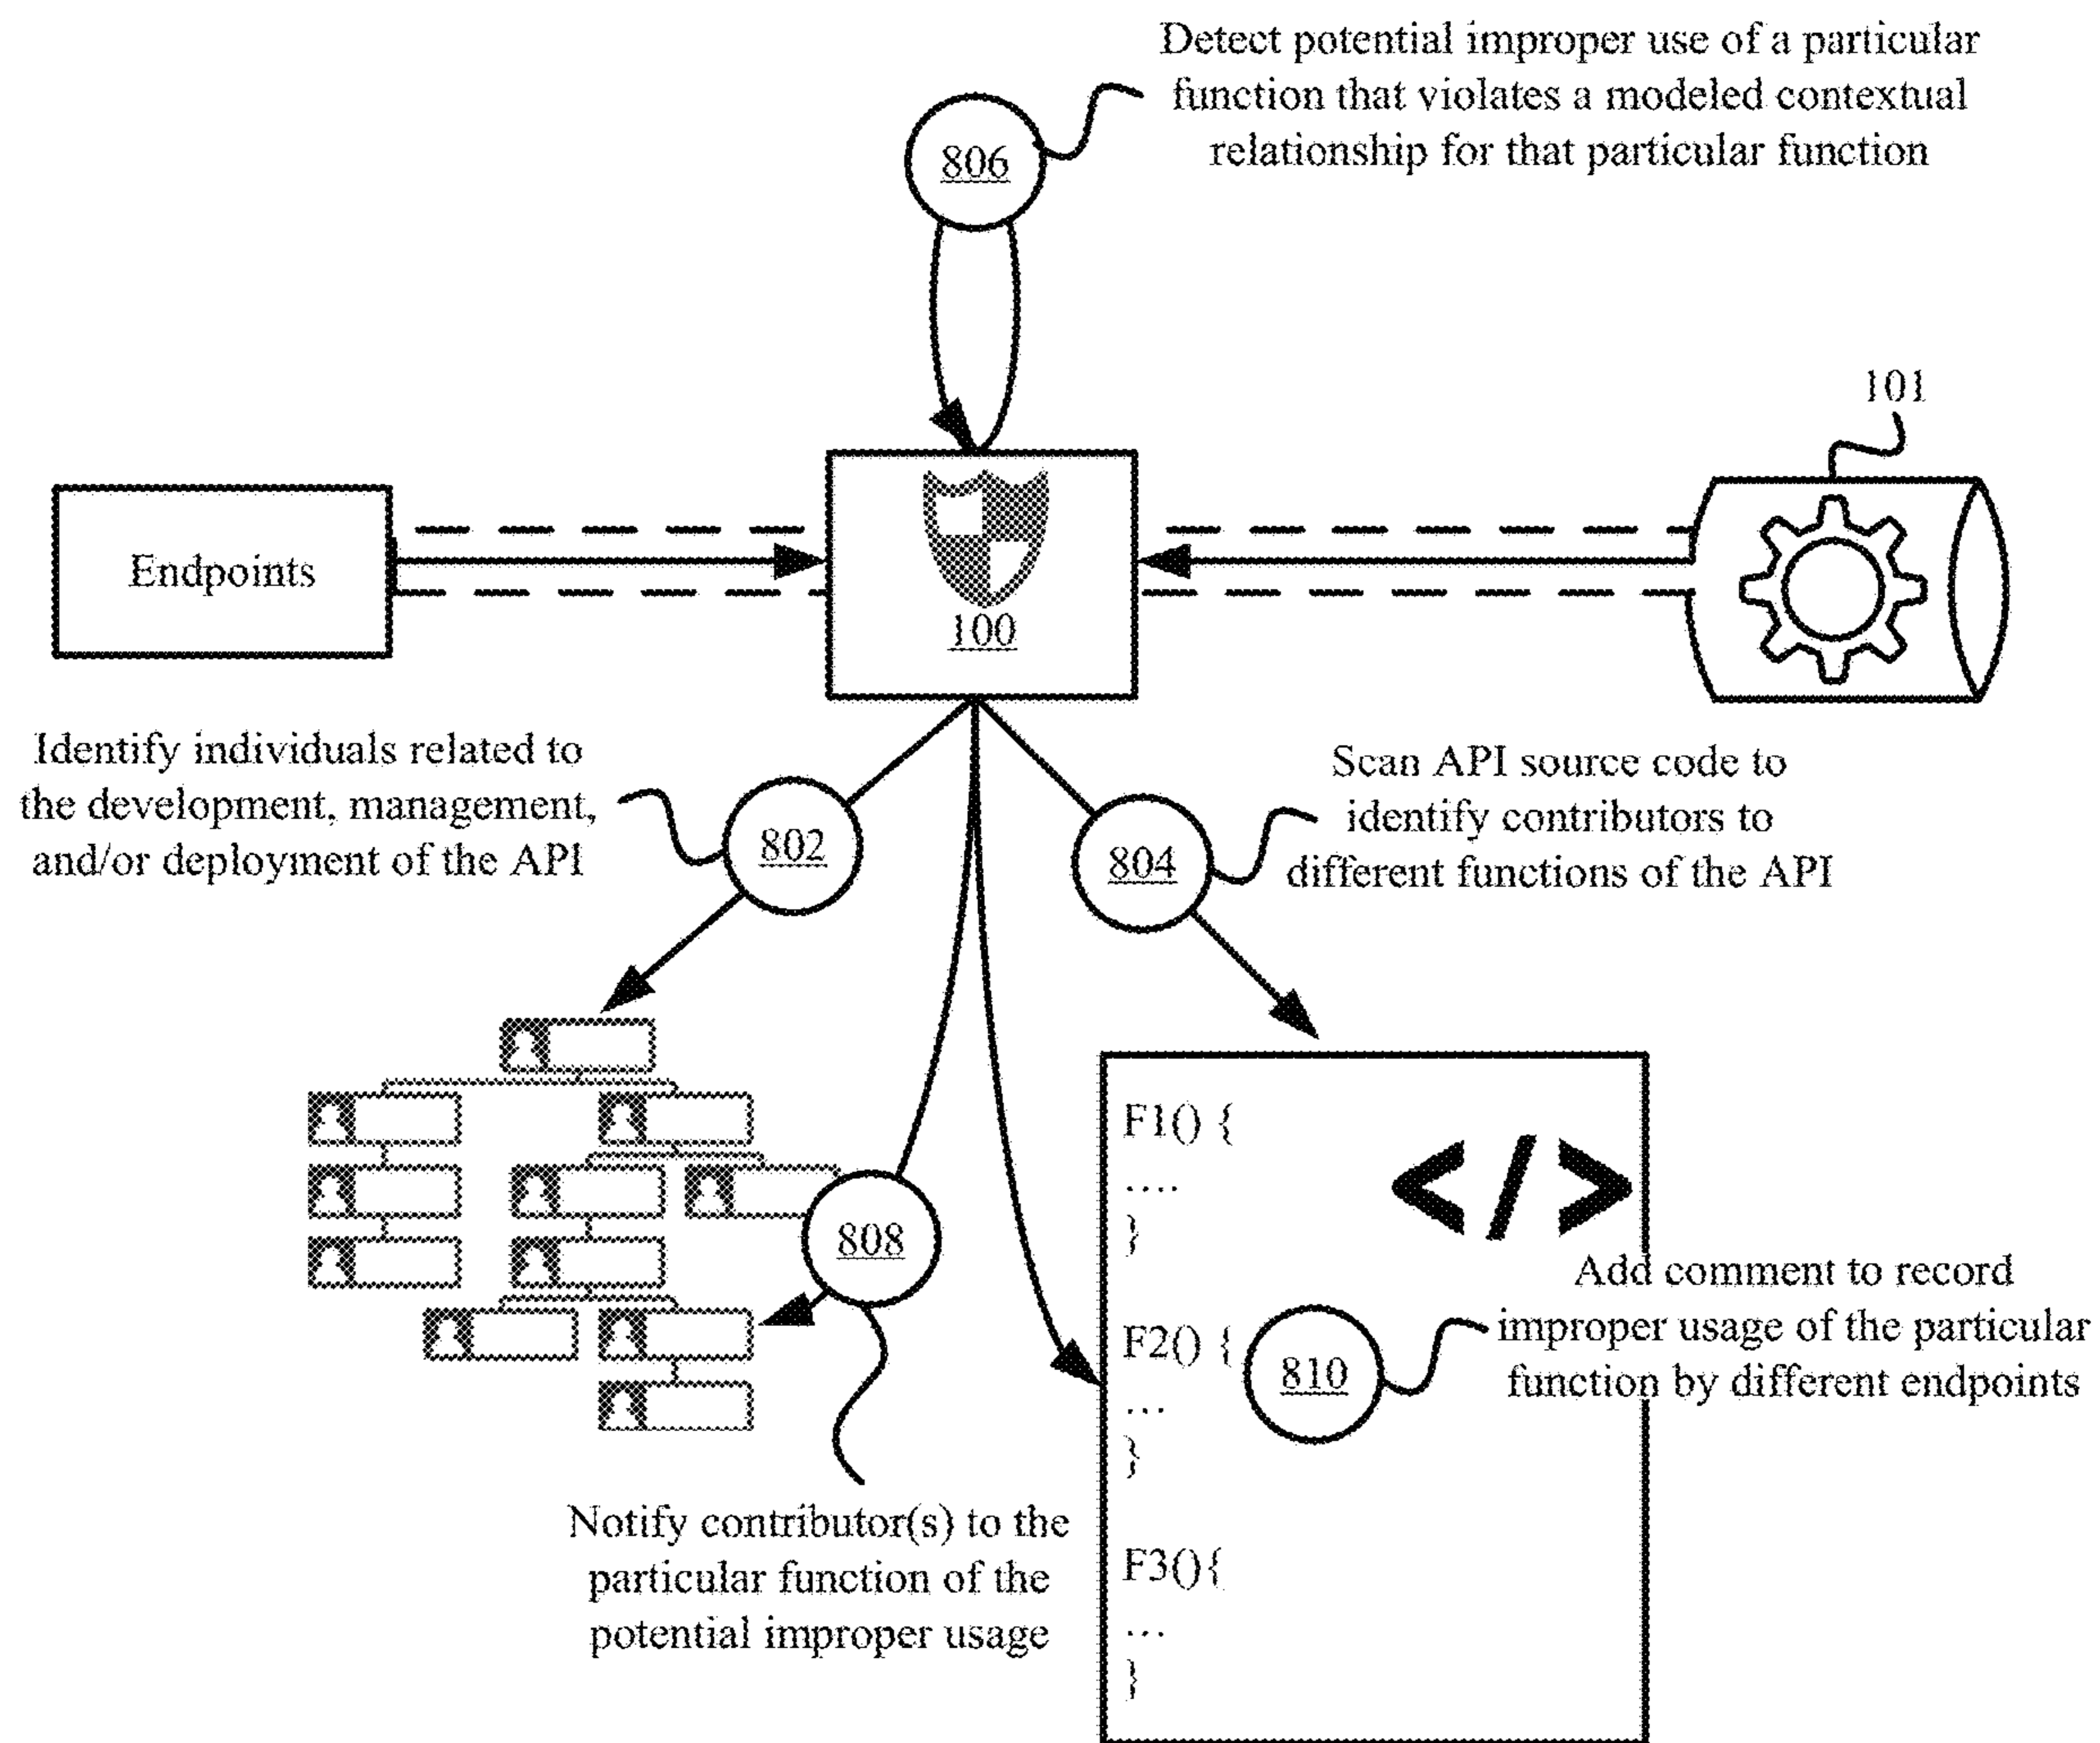 Detect potential improper use of a particular
function that violates a modeled contextual
relationship for that particular function
806
101
Endpoints
100
Identify individuals related to
the development, management,
and/or deployment of the API
802
Scan API source code to
identify contributors to
different functions of the API
804
808
Notify contributor(s) to the
particular function of the
potential improper usage
F1() {
....
}
</>
F2() {
...
}
810
Add comment to record
improper usage of the particular
function by different endpoints
F3(){
...
}